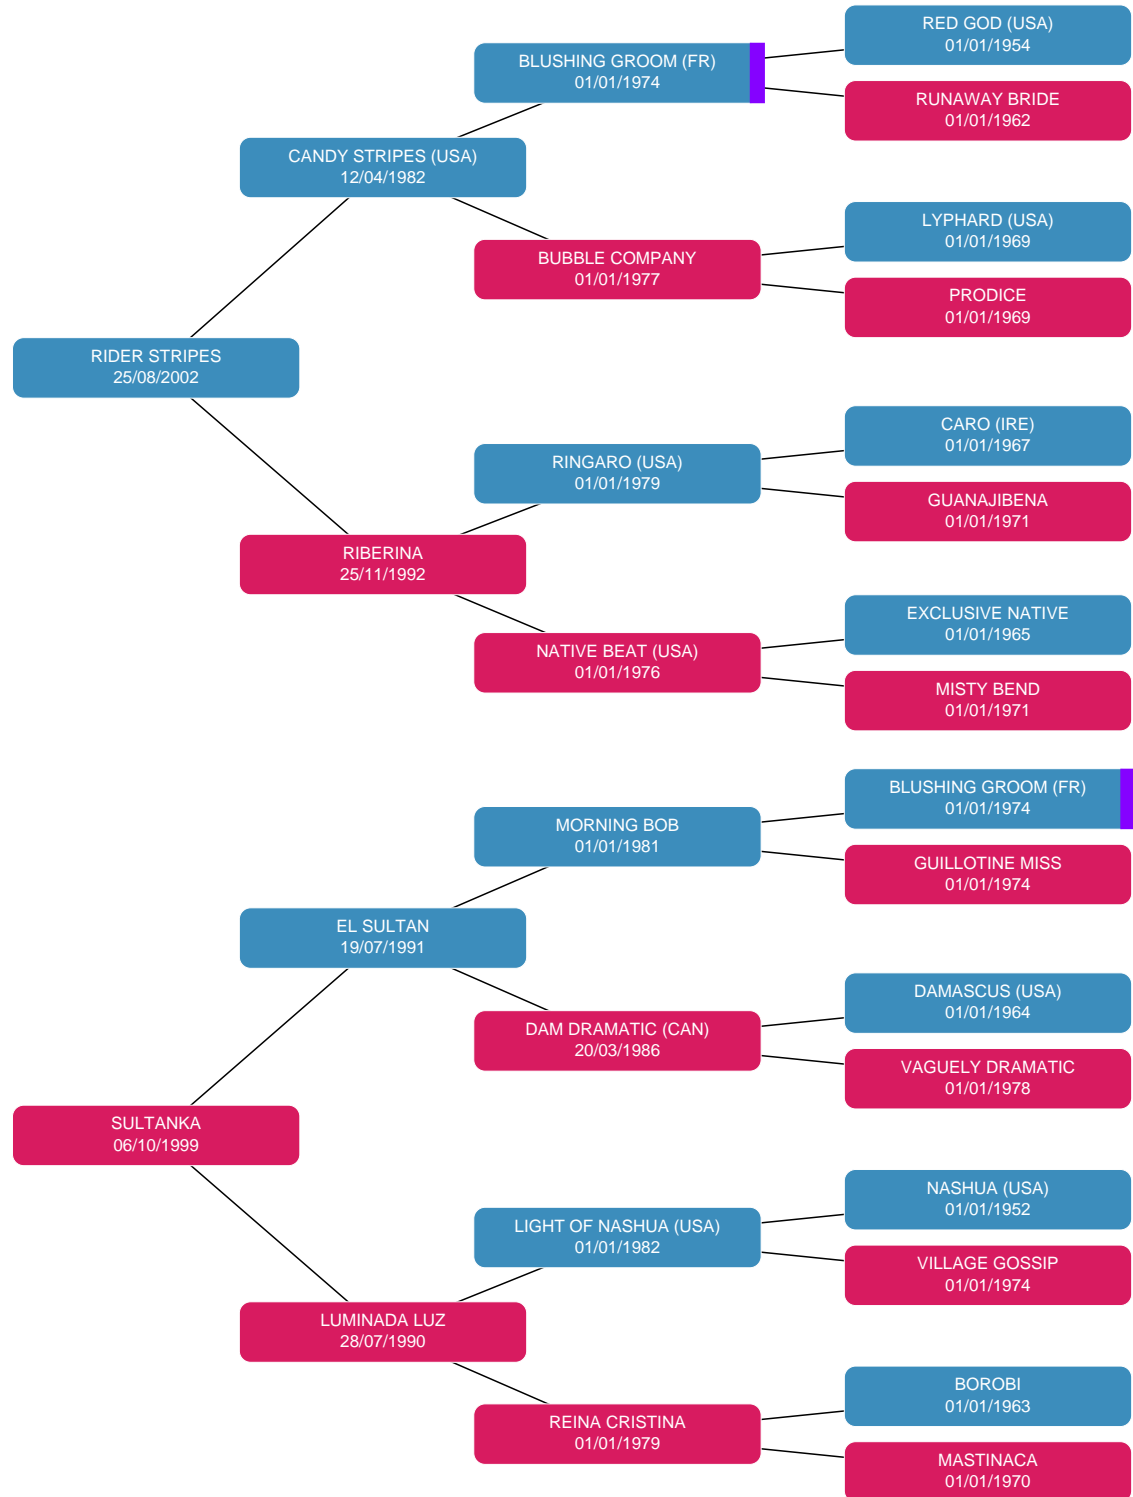 RED GOD (USA)
01/01/1954
BLUSHING GROOM (FR)
01/01/1974
RUNAWAY BRIDE
01/01/1962
CANDY STRIPES (USA)
12/04/1982
LYPHARD (USA)
01/01/1969
BUBBLE COMPANY
01/01/1977
PRODICE
01/01/1969
RIDER STRIPES
25/08/2002
CARO (IRE)
01/01/1967
RINGARO (USA)
01/01/1979
GUANAJIBENA
01/01/1971
RIBERINA
25/11/1992
EXCLUSIVE NATIVE
01/01/1965
NATIVE BEAT (USA)
01/01/1976
MISTY BEND
01/01/1971
BLUSHING GROOM (FR)
01/01/1974
MORNING BOB
01/01/1981
GUILLOTINE MISS
01/01/1974
EL SULTAN
19/07/1991
DAMASCUS (USA)
01/01/1964
DAM DRAMATIC (CAN)
20/03/1986
VAGUELY DRAMATIC
01/01/1978
SULTANKA
06/10/1999
NASHUA (USA)
01/01/1952
LIGHT OF NASHUA (USA)
01/01/1982
VILLAGE GOSSIP
01/01/1974
LUMINADA LUZ
28/07/1990
BOROBI
01/01/1963
REINA CRISTINA
01/01/1979
MASTINACA
01/01/1970